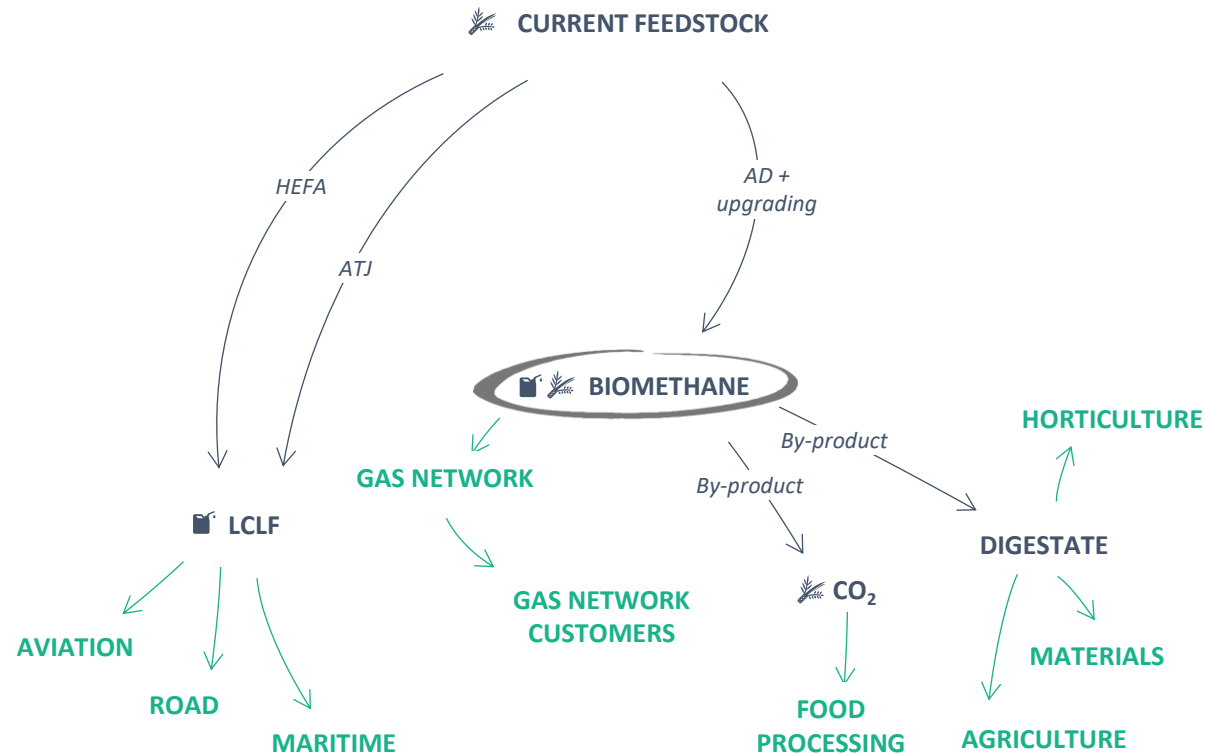 CURRENT FEEDSTOCK
HEFA
AD +
upgrading
ATJ
BIOMETHANE
HORTICULTURE
By-product
GAS NETWORK
By-product
LCLF
DIGESTATE
CO₂
GAS NETWORK
CUSTOMERS
AVIATION
MATERIALS
ROAD
FOOD
PROCESSING
MARITIME
AGRICULTURE